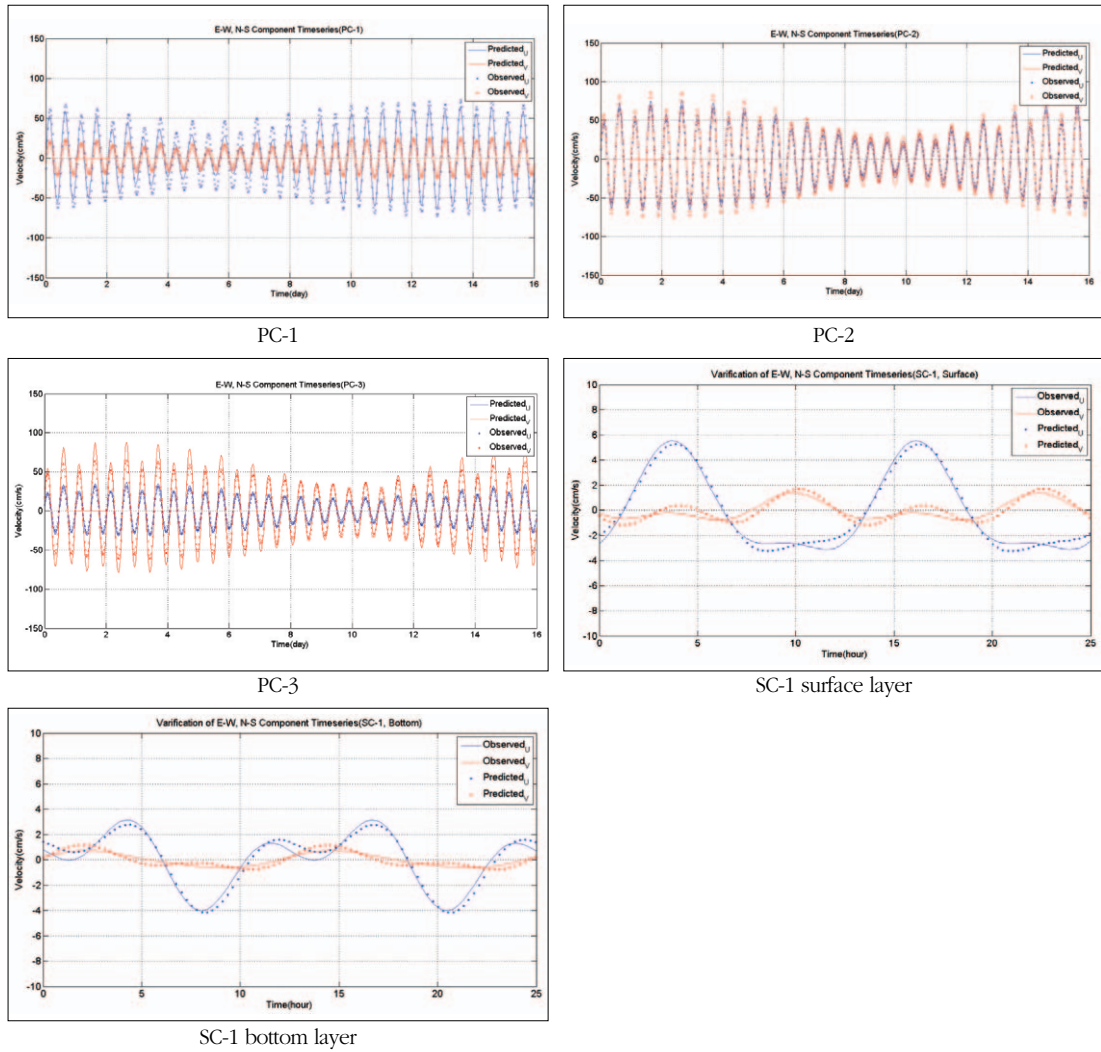 E-W, N-S Component Timeseries(PC-1)
150
100
50
0
-50
-100
-150
Velocity(cm/s)
Predicted_U
Predicted_V
Observed_U
Observed_V
0 2 4 6 8 10 12 14 16
Time(day)
PC-1
E-W, N-S Component Timeseries(PC-2)
150
100
50
0
-50
-100
-150
Velocity(cm/s)
Predicted_U
Predicted_V
Observed_U
Observed_V
0 2 4 6 8 10 12 14 16
Time(day)
PC-2
E-W, N-S Component Timeseries(PC-3)
150
100
50
0
-50
-100
-150
Velocity(cm/s)
Predicted_U
Predicted_V
Observed_U
Observed_V
0 2 4 6 8 10 12 14 16
Time(day)
PC-3
Varification of E-W, N-S Component Timeseries(SC-1, Surface)
10
8
6
4
2
0
-2
-4
-6
-8
-10
Velocity(cm/s)
Observed_U
Observed_V
Predicted_U
Predicted_V
0 5 10 15 20 25
Time(hour)
SC-1 surface layer
Varification of E-W, N-S Component Timeseries(SC-1, Bottom)
10
8
6
4
2
0
-2
-4
-6
-8
-10
Velocity(cm/s)
Observed_U
Observed_V
Predicted_U
Predicted_V
0 5 10 15 20 25
Time(hour)
SC-1 bottom layer